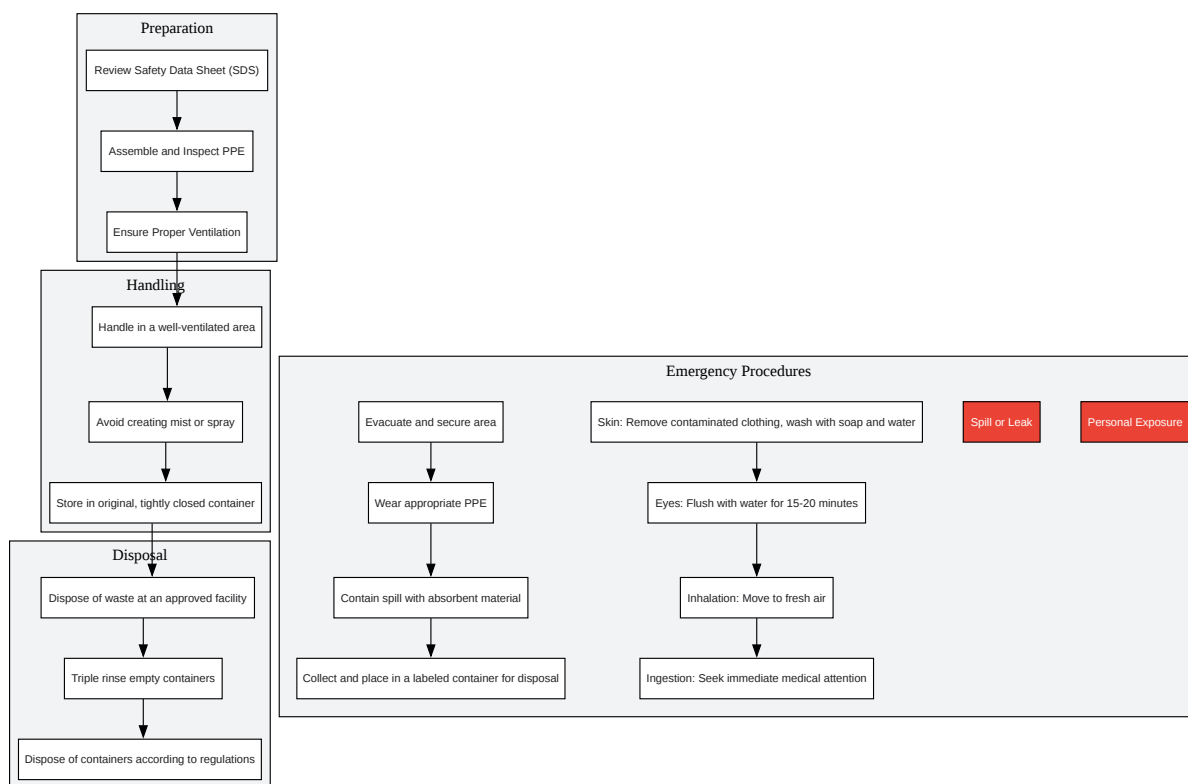 Preparation
Review Safety Data Sheet (SDS)
Assemble and Inspect PPE
Ensure Proper Ventilation
Handling
Handle in a well-ventilated area
Avoid creating mist or spray
Store in original, tightly closed container
Disposal
Dispose of waste at an approved facility
Triple rinse empty containers
Dispose of containers according to regulations
Emergency Procedures
Evacuate and secure area
Wear appropriate PPE
Contain spill with absorbent material
Collect and place in a labeled container for disposal
Skin: Remove contaminated clothing, wash with soap and water
Eyes: Flush with water for 15-20 minutes
Inhalation: Move to fresh air
Ingestion: Seek immediate medical attention
Spill or Leak
Personal Exposure